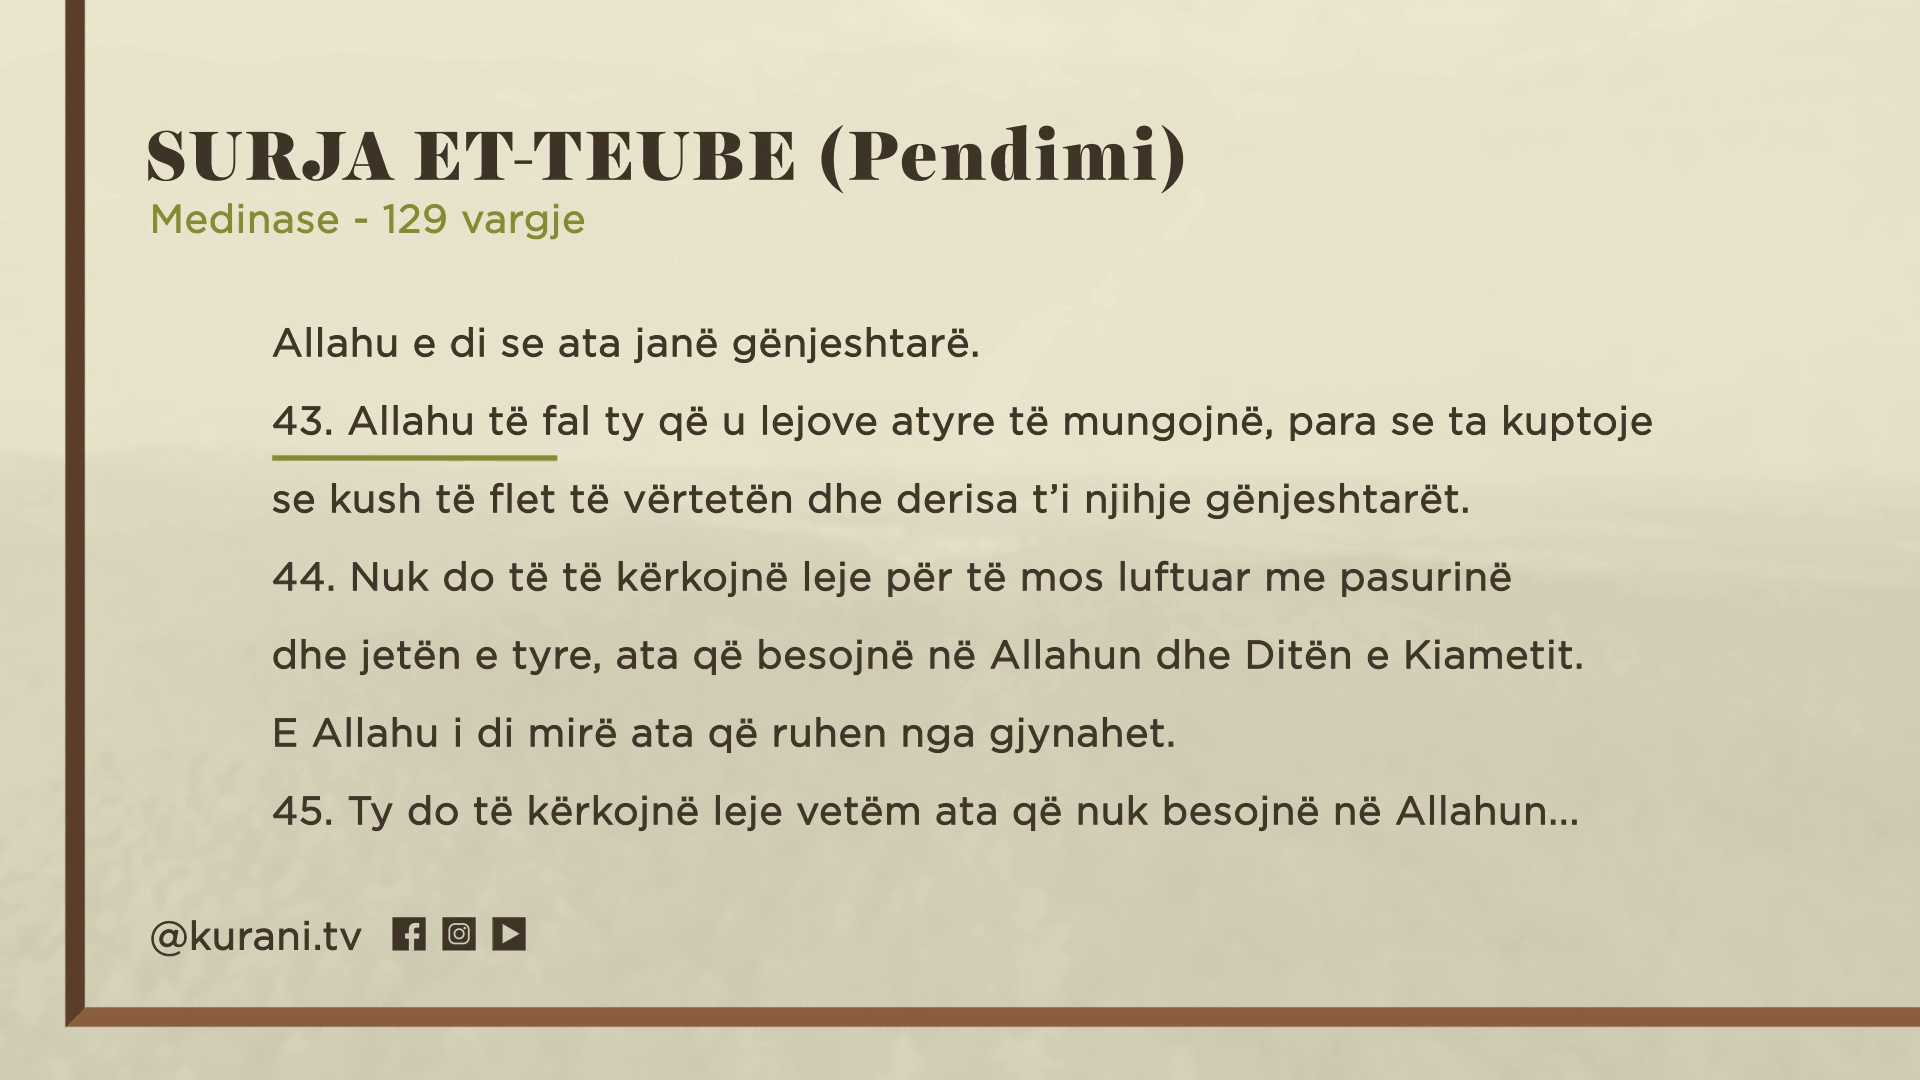 SURJA ET-TEUBE (Pendimi)
Medinase - 129 vargje
Allahu e di se ata janë gënjeshtarë.
43. Allahu të fal ty që u lejove atyre të mungojnë, para se ta kuptoje
se kush të flet të vërtetën dhe derisa t’i njihje gënjeshtarët.
44. Nuk do të të kërkojnë leje për të mos luftuar me pasurinë
dhe jetën e tyre, ata që besojnë në Allahun dhe Ditën e Kiametit.
E Allahu i di mirë ata që ruhen nga gjynahet.
45. Ty do të kërkojnë leje vetëm ata që nuk besojnë në Allahun...
@kurani.tv